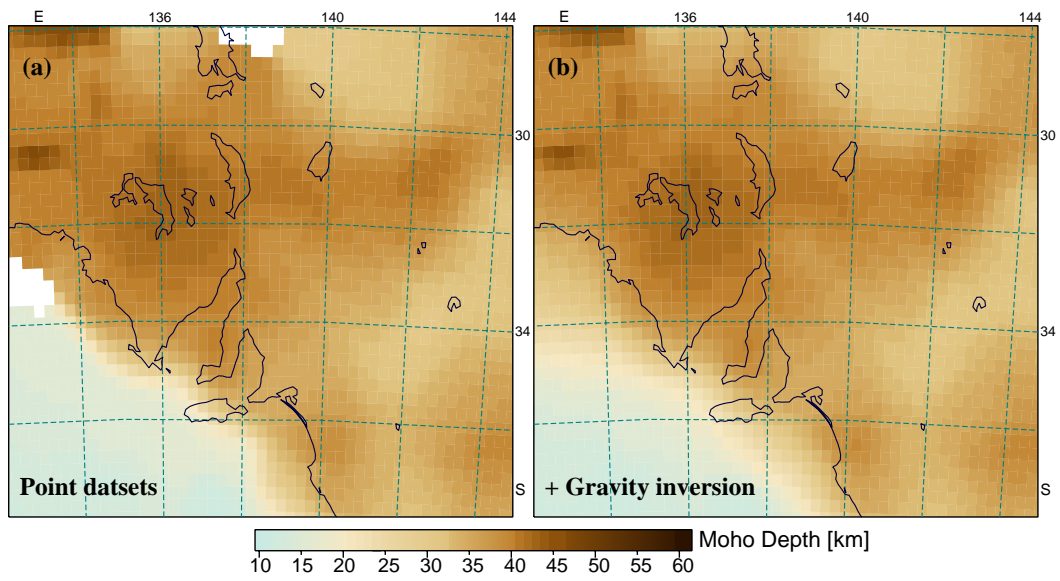 E 136 140 144 E 136 140 144
(a) (b)
30 30
34 34
Point datsets S + Gravity inversion S
Moho Depth [km]
10 15 20 25 30 35 40 45 50 55 60